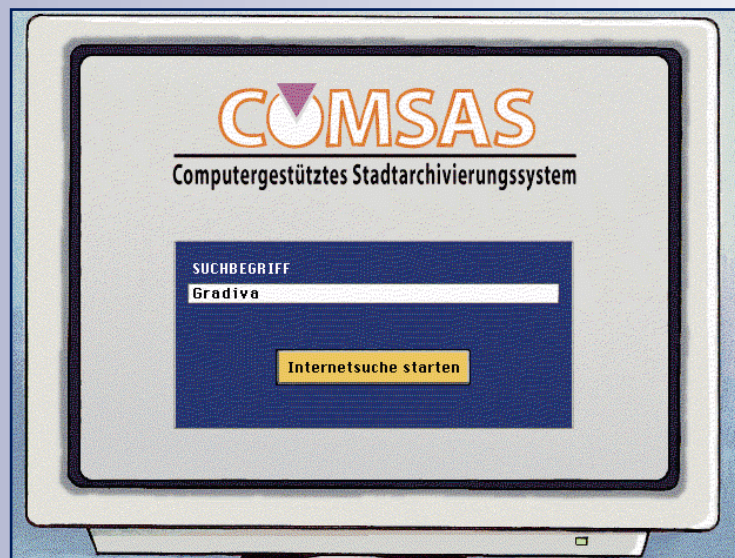 COMSAS
Computergestütztes Stadtarchivierungssystem
SUCHBEGRIFF
Gradiva
Internetsuche starten